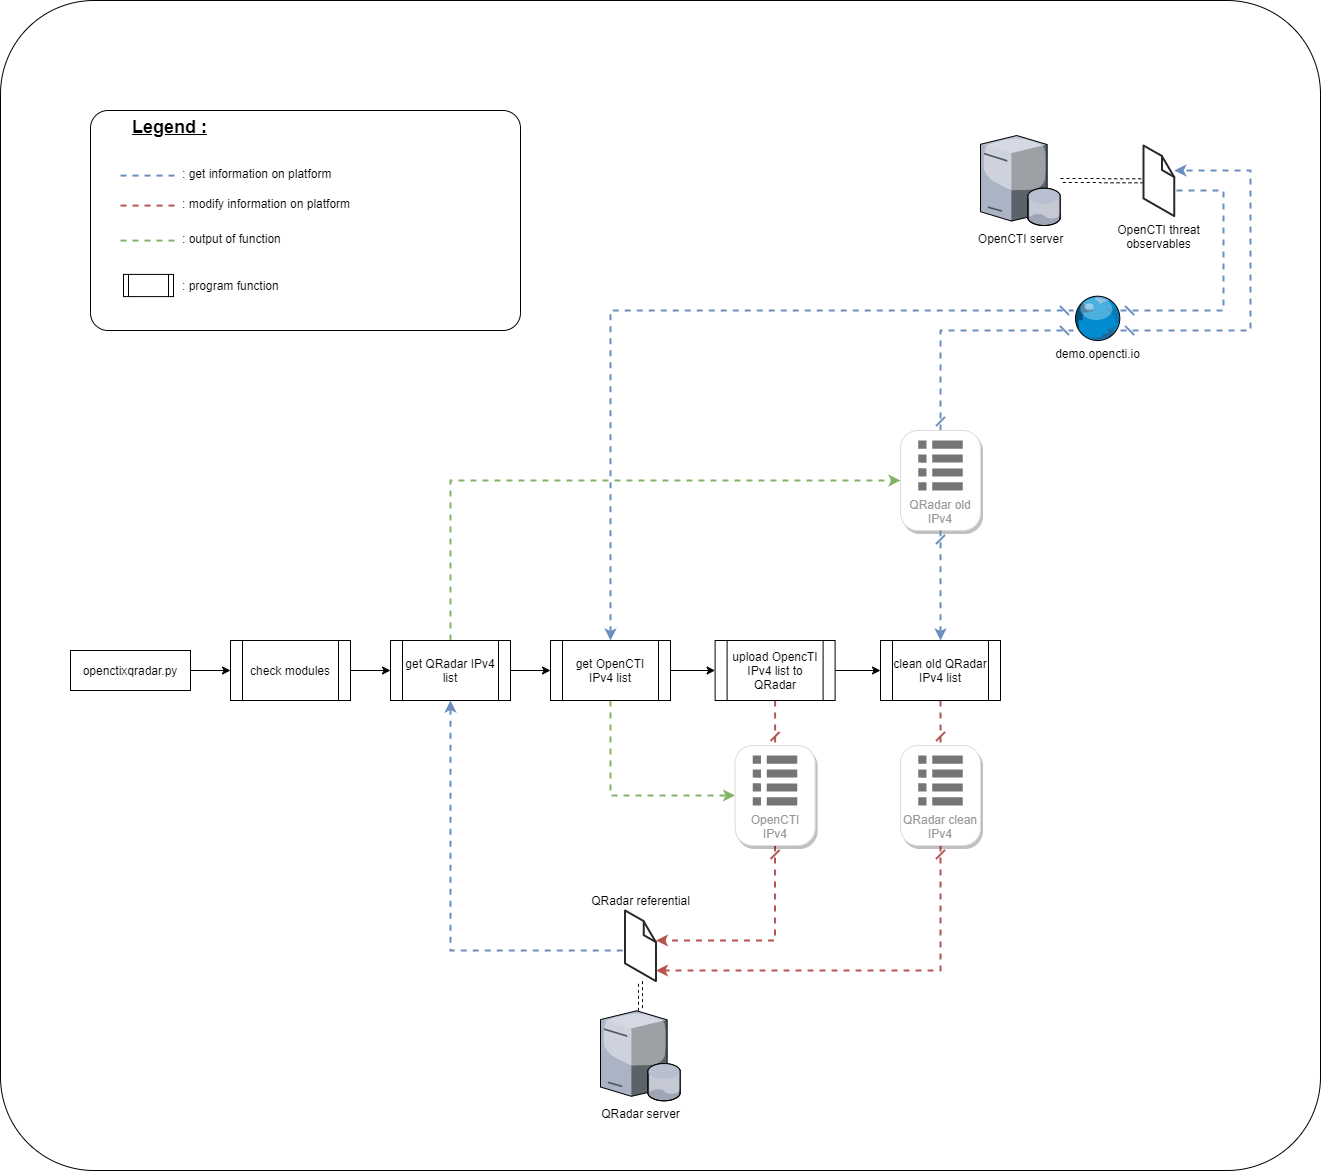 Legend :
: get information on platform
: modify information on platform
: output of function
: program function
OpenCTI server
OpenCTI threat
observables
demo.opencti.io
QRadar old
IPv4
openctixqradar.py
check modules
get QRadar IPv4
list
get OpenCTI
IPv4 list
upload OpencTI
IPv4 list to
QRadar
clean old QRadar
IPv4 list
OpenCTI
IPv4
QRadar clean
IPv4
QRadar referential
QRadar server